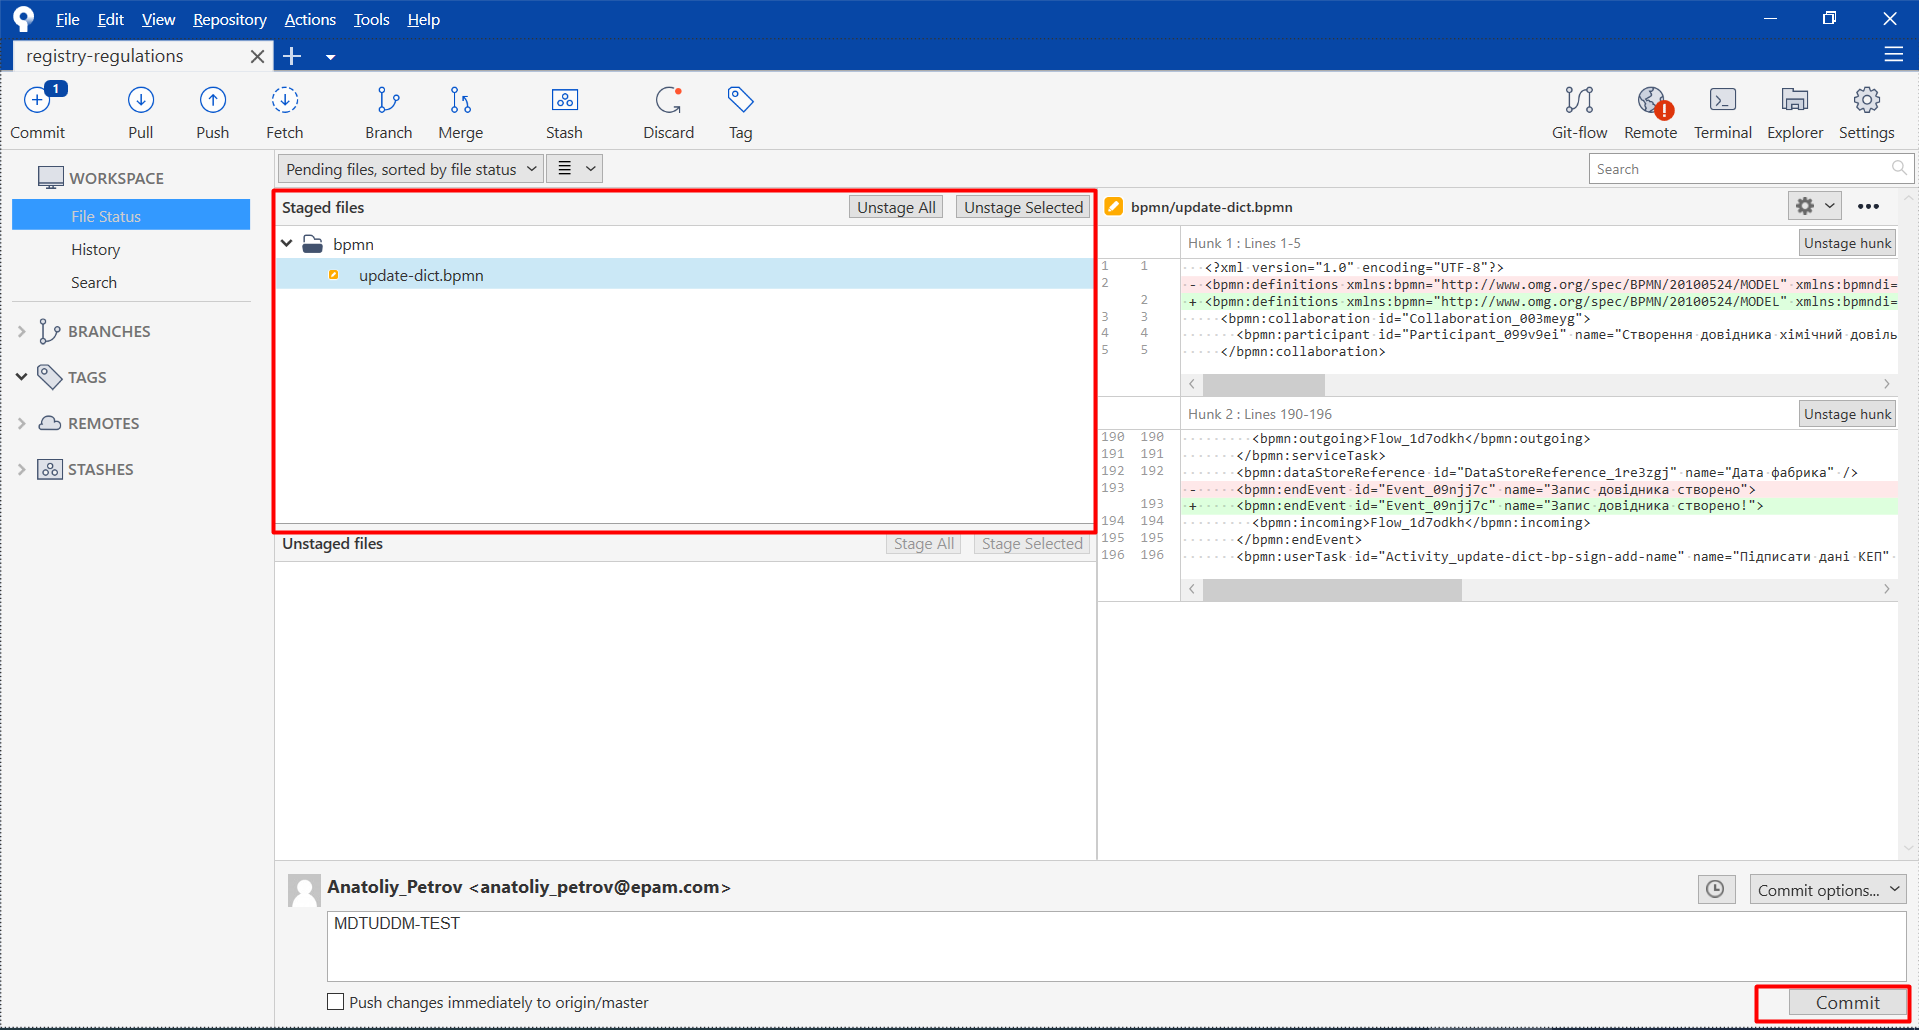 File Edit View Repository Actions Tools Help
registry-regulations
1
Commit Pull Push Fetch Branch Merge Stash Discard Tag Git-flow Remote Terminal Explorer Settings
Pending files, sorted by file status
Search
WORKSPACE
File Status
History
Search
BRANCHES
TAGS
REMOTES
STASHES
Staged files Unstage All Unstage Selected
bpmn
update-dict.bpmn
Unstaged files Stage All Stage Selected
bpmn/update-dict.bpmn
Hunk 1 : Lines 1-5 Unstage hunk
1 1 <?xml version="1.0" encoding="UTF-8"?>
2 - <bpmn:definitions xmlns:bpmn="http://www.omg.org/spec/BPMN/20100524/MODEL" xmlns:bpmndi=
2 + <bpmn:definitions xmlns:bpmn="http://www.omg.org/spec/BPMN/20100524/MODEL" xmlns:bpmndi=
3 3 <bpmn:collaboration id="Collaboration_003meyg">
4 4 <bpmn:participant id="Participant_099v9ei" name="Створення довідника хімічний довіль
5 5 </bpmn:collaboration>
Hunk 2 : Lines 190-196 Unstage hunk
190 190 <bpmn:outgoing>Flow_1d7odkh</bpmn:outgoing>
191 191 </bpmn:serviceTask>
192 192 <bpmn:dataStoreReference id="DataStoreReference_1re3zgj" name="Дата фабрика" />
193 - <bpmn:endEvent id="Event_09njj7c" name="Запис довідника створено">
193 + <bpmn:endEvent id="Event_09njj7c" name="Запис довідника створено!">
194 194 <bpmn:incoming>Flow_1d7odkh</bpmn:incoming>
195 195 </bpmn:endEvent>
196 196 <bpmn:userTask id="Activity_update-dict-bp-sign-add-name" name="Підписати дані КЕП"
Anatoliy_Petrov <anatoliy_petrov@epam.com>
Commit options...
MDTUDDM-TEST
Push changes immediately to origin/master
Commit